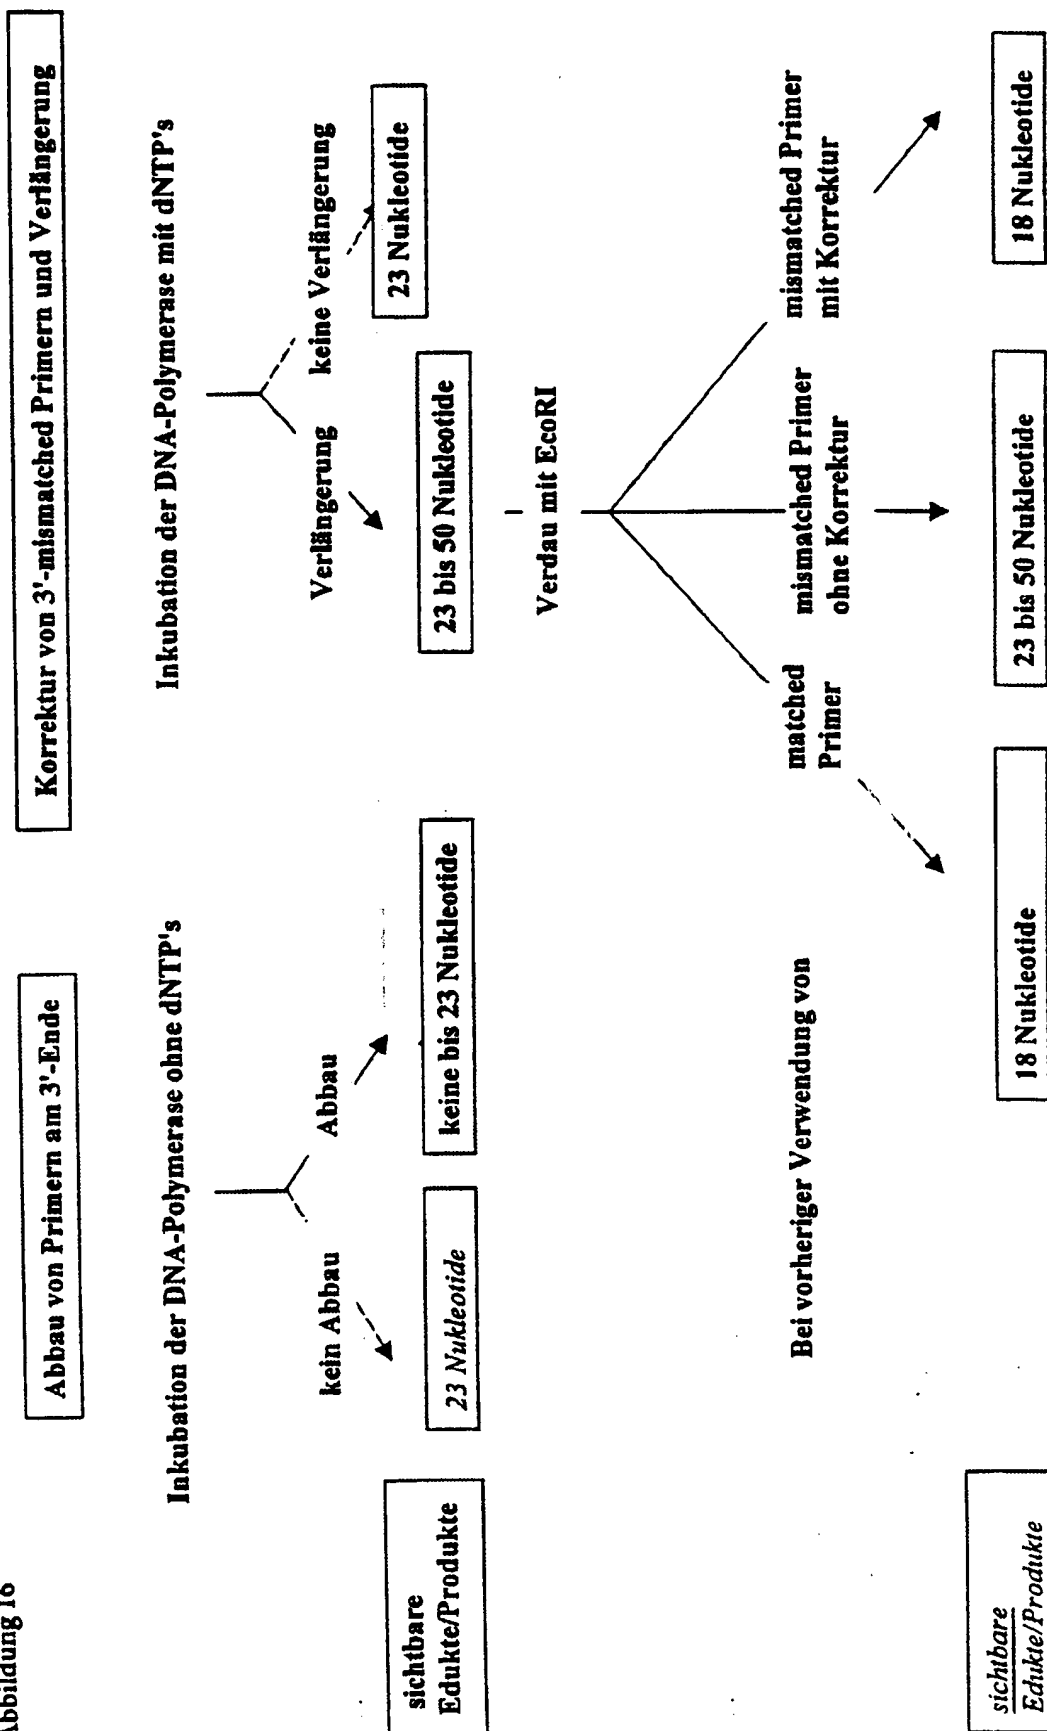 Abbildung 16
Abbau von Primern am 3'-Ende
Korrektur von 3'-mismatched Primern und Verlängerung
Inkubation der DNA-Polymerase ohne dNTP's
Inkubation der DNA-Polymerase mit dNTP's
kein Abbau
Abbau
Verlängerung
keine Verlängerung
sichtbare
Edukte/Produkte
23 Nukleotide
keine bis 23 Nukleotide
23 bis 50 Nukleotide
23 Nukleotide
Verdau mit EcoRI
Bei vorheriger Verwendung von
matched
Primer
mismatched Primer
ohne Korrektur
mismatched Primer
mit Korrektur
sichtbare
Edukte/Produkte
18 Nukleotide
23 bis 50 Nukleotide
18 Nukleotide